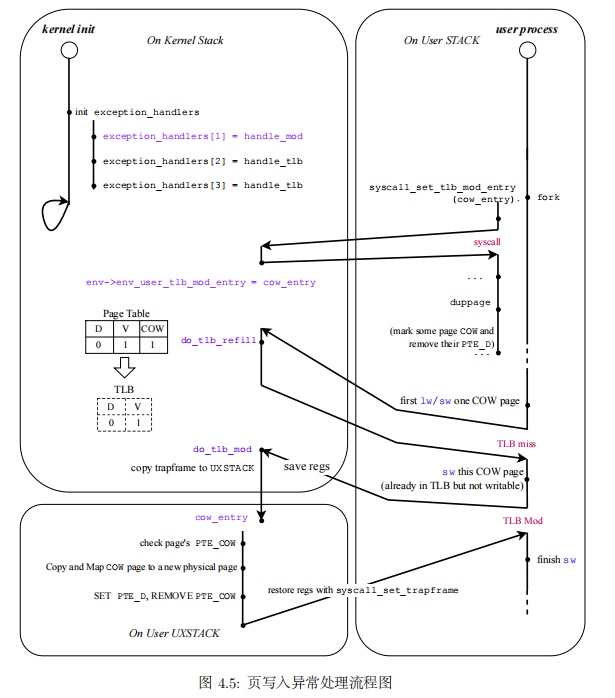 kernel init
On Kernel Stack
init exception_handlers
exception_handlers[1] = handle_mod
exception_handlers[2] = handle_tlb
exception_handlers[3] = handle_tlb
env->env_user_tlb_mod_entry = cow_entry
Page Table
D V COW
0 1 1
TLB
D V
0 1
do_tlb_refill
do_tlb_mod
copy trapframe to UXSTACK
save regs
On User STACK
user process
syscall_set_tlb_mod_entry
(cow_entry).
fork
syscall
...
duppage
(mark some page COW and
remove their PTE_D)
...
first lw/sw one COW page
TLB miss
sw this COW page
(already in TLB but not writable)
TLB Mod
finish sw
cow_entry
check page's PTE_COW
Copy and Map COW page to a new physical page
SET PTE_D, REMOVE PTE_COW
restore regs with syscall_set_trapframe
On User UXSTACK
图 4.5: 页写入异常处理流程图